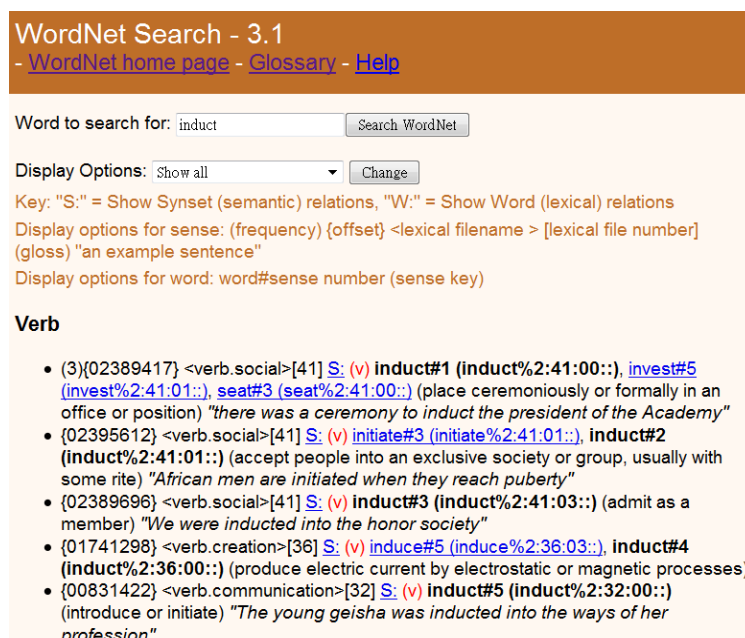 WordNet Search - 3.1
- WordNet home page - Glossary - Help
Word to search for: induct Search WordNet
Display Options: Show all Change
Key: "S:" = Show Synset (semantic) relations, "W:" = Show Word (lexical) relations
Display options for sense: (frequency) {offset} <lexical filename > [lexical file number]
(gloss) "an example sentence"
Display options for word: word#sense number (sense key)
Verb
• (3){02389417} <verb.social>[41] S: (v) induct#1 (induct%2:41:00::), invest#5
(invest%2:41:01::), seat#3 (seat%2:41:00::) (place ceremoniously or formally in an
office or position) "there was a ceremony to induct the president of the Academy"
• {02395612} <verb.social>[41] S: (v) initiate#3 (initiate%2:41:01::), induct#2
(induct%2:41:01::) (accept people into an exclusive society or group, usually with
some rite) "African men are initiated when they reach puberty"
• {02389696} <verb.social>[41] S: (v) induct#3 (induct%2:41:03::) (admit as a
member) "We were inducted into the honor society"
• {01741298} <verb.creation>[36] S: (v) induce#5 (induce%2:36:03::), induct#4
(induct%2:36:00::) (produce electric current by electrostatic or magnetic processes)
• {00831422} <verb.communication>[32] S: (v) induct#5 (induct%2:32:00::)
(introduce or initiate) "The young geisha was inducted into the ways of her
profession"